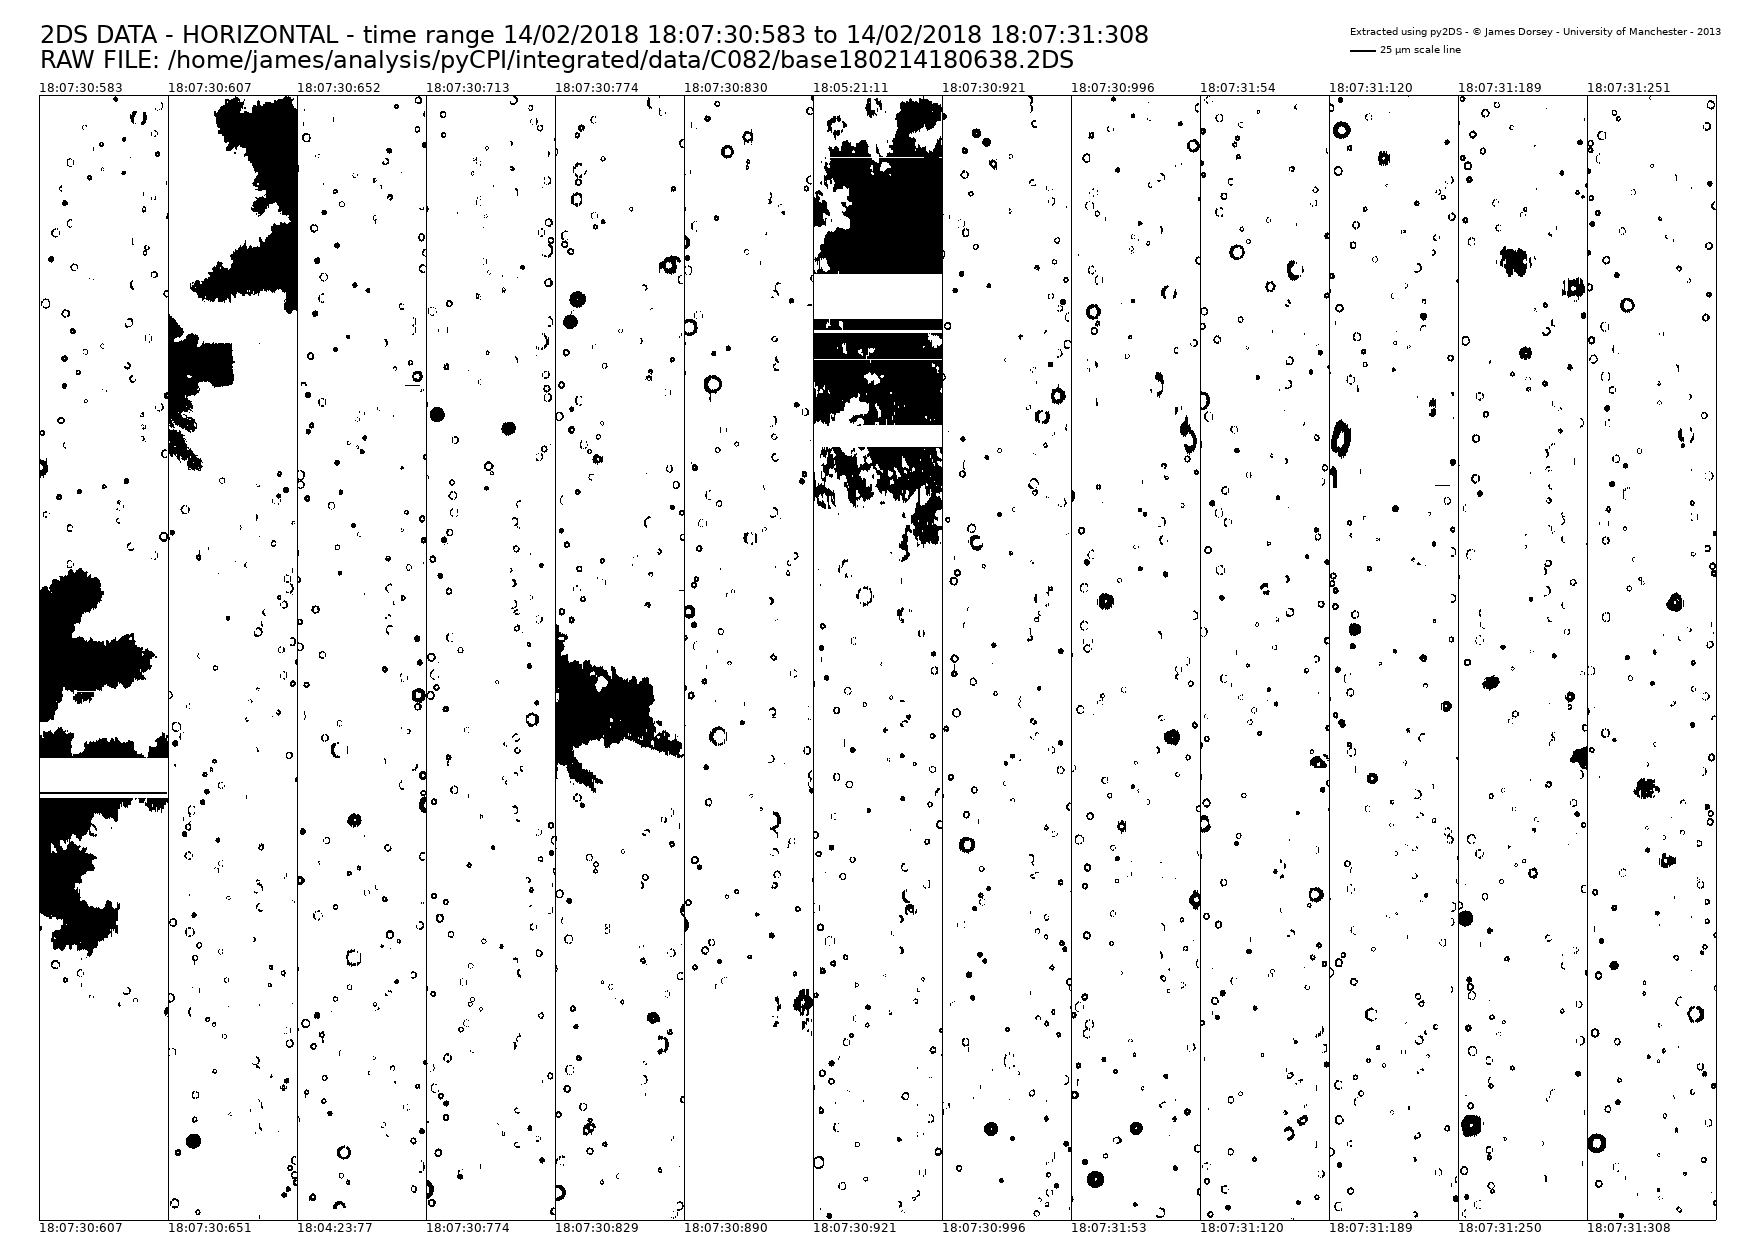 2DS DATA - HORIZONTAL - time range 14/02/2018 18:07:30:583 to 14/02/2018 18:07:31:308
RAW FILE: /home/james/analysis/pyCPI/integrated/data/C082/base180214180638.2DS
Extracted using py2DS - © James Dorsey - University of Manchester - 2013
25 µm scale line
18:07:30:583 18:07:30:607 18:07:30:652 18:07:30:713 18:07:30:774 18:07:30:830 18:05:21:11 18:07:30:921 18:07:30:996 18:07:31:54 18:07:31:120 18:07:31:189 18:07:31:251
18:07:30:607 18:07:30:651 18:04:23:77 18:07:30:774 18:07:30:829 18:07:30:890 18:07:30:921 18:07:30:996 18:07:31:53 18:07:31:120 18:07:31:189 18:07:31:250 18:07:31:308